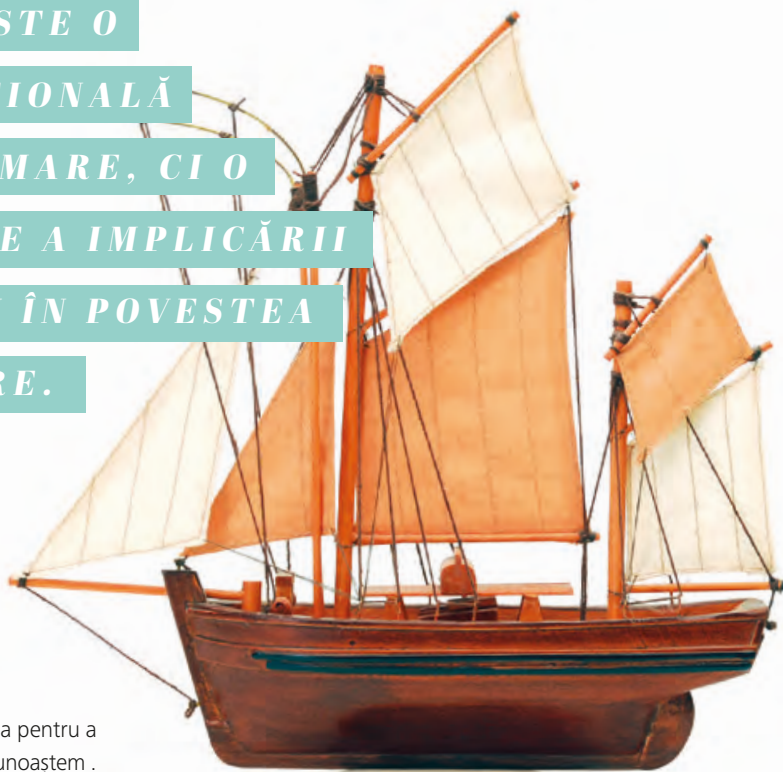 STE O
IONALĂ
MARE, CI O
E A IMPLICĂRII
ÎN POVESTEA
RE.
a pentru a
unoaștem .